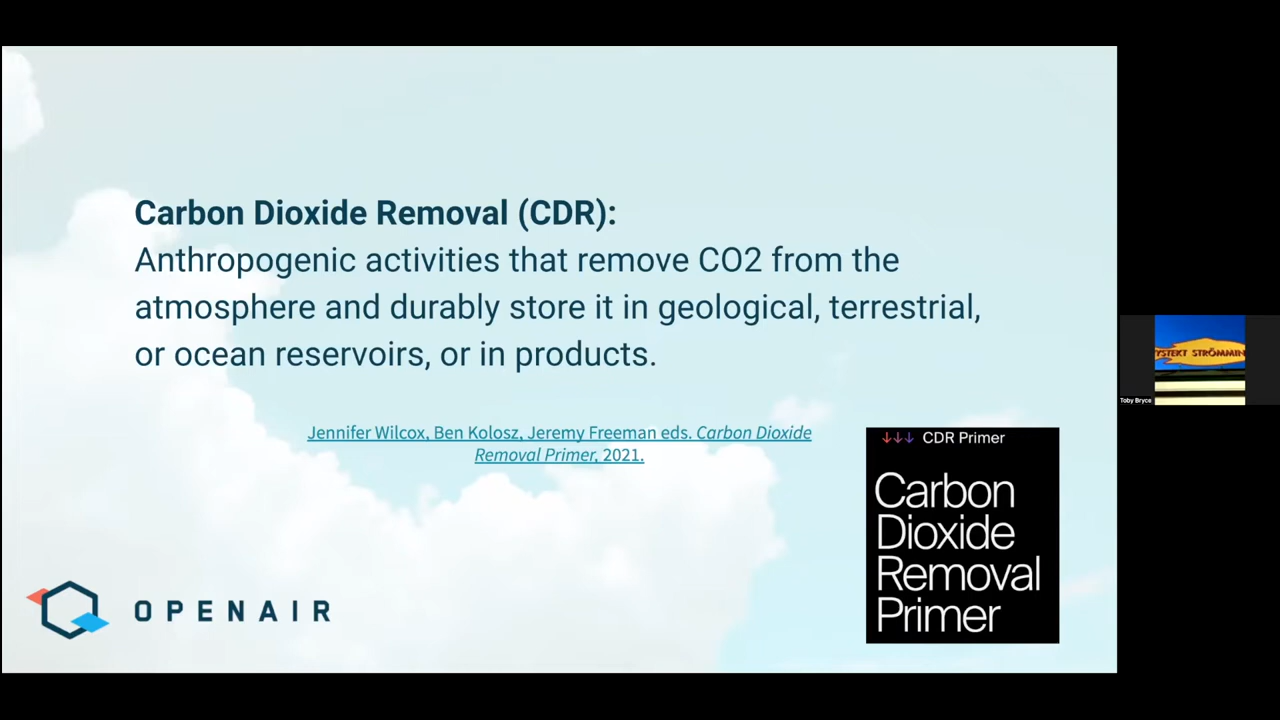 Carbon Dioxide Removal (CDR):
Anthropogenic activities that remove CO2 from the
atmosphere and durably store it in geological, terrestrial,
or ocean reservoirs, or in products.
Jennifer Wilcox, Ben Kolosz, Jeremy Freeman eds. Carbon Dioxide
Removal Primer, 2021.
CDR Primer
Carbon
Dioxide
Removal
Primer
OPENAIR
YSTEKT STRÖMMIN
Toby Bryce